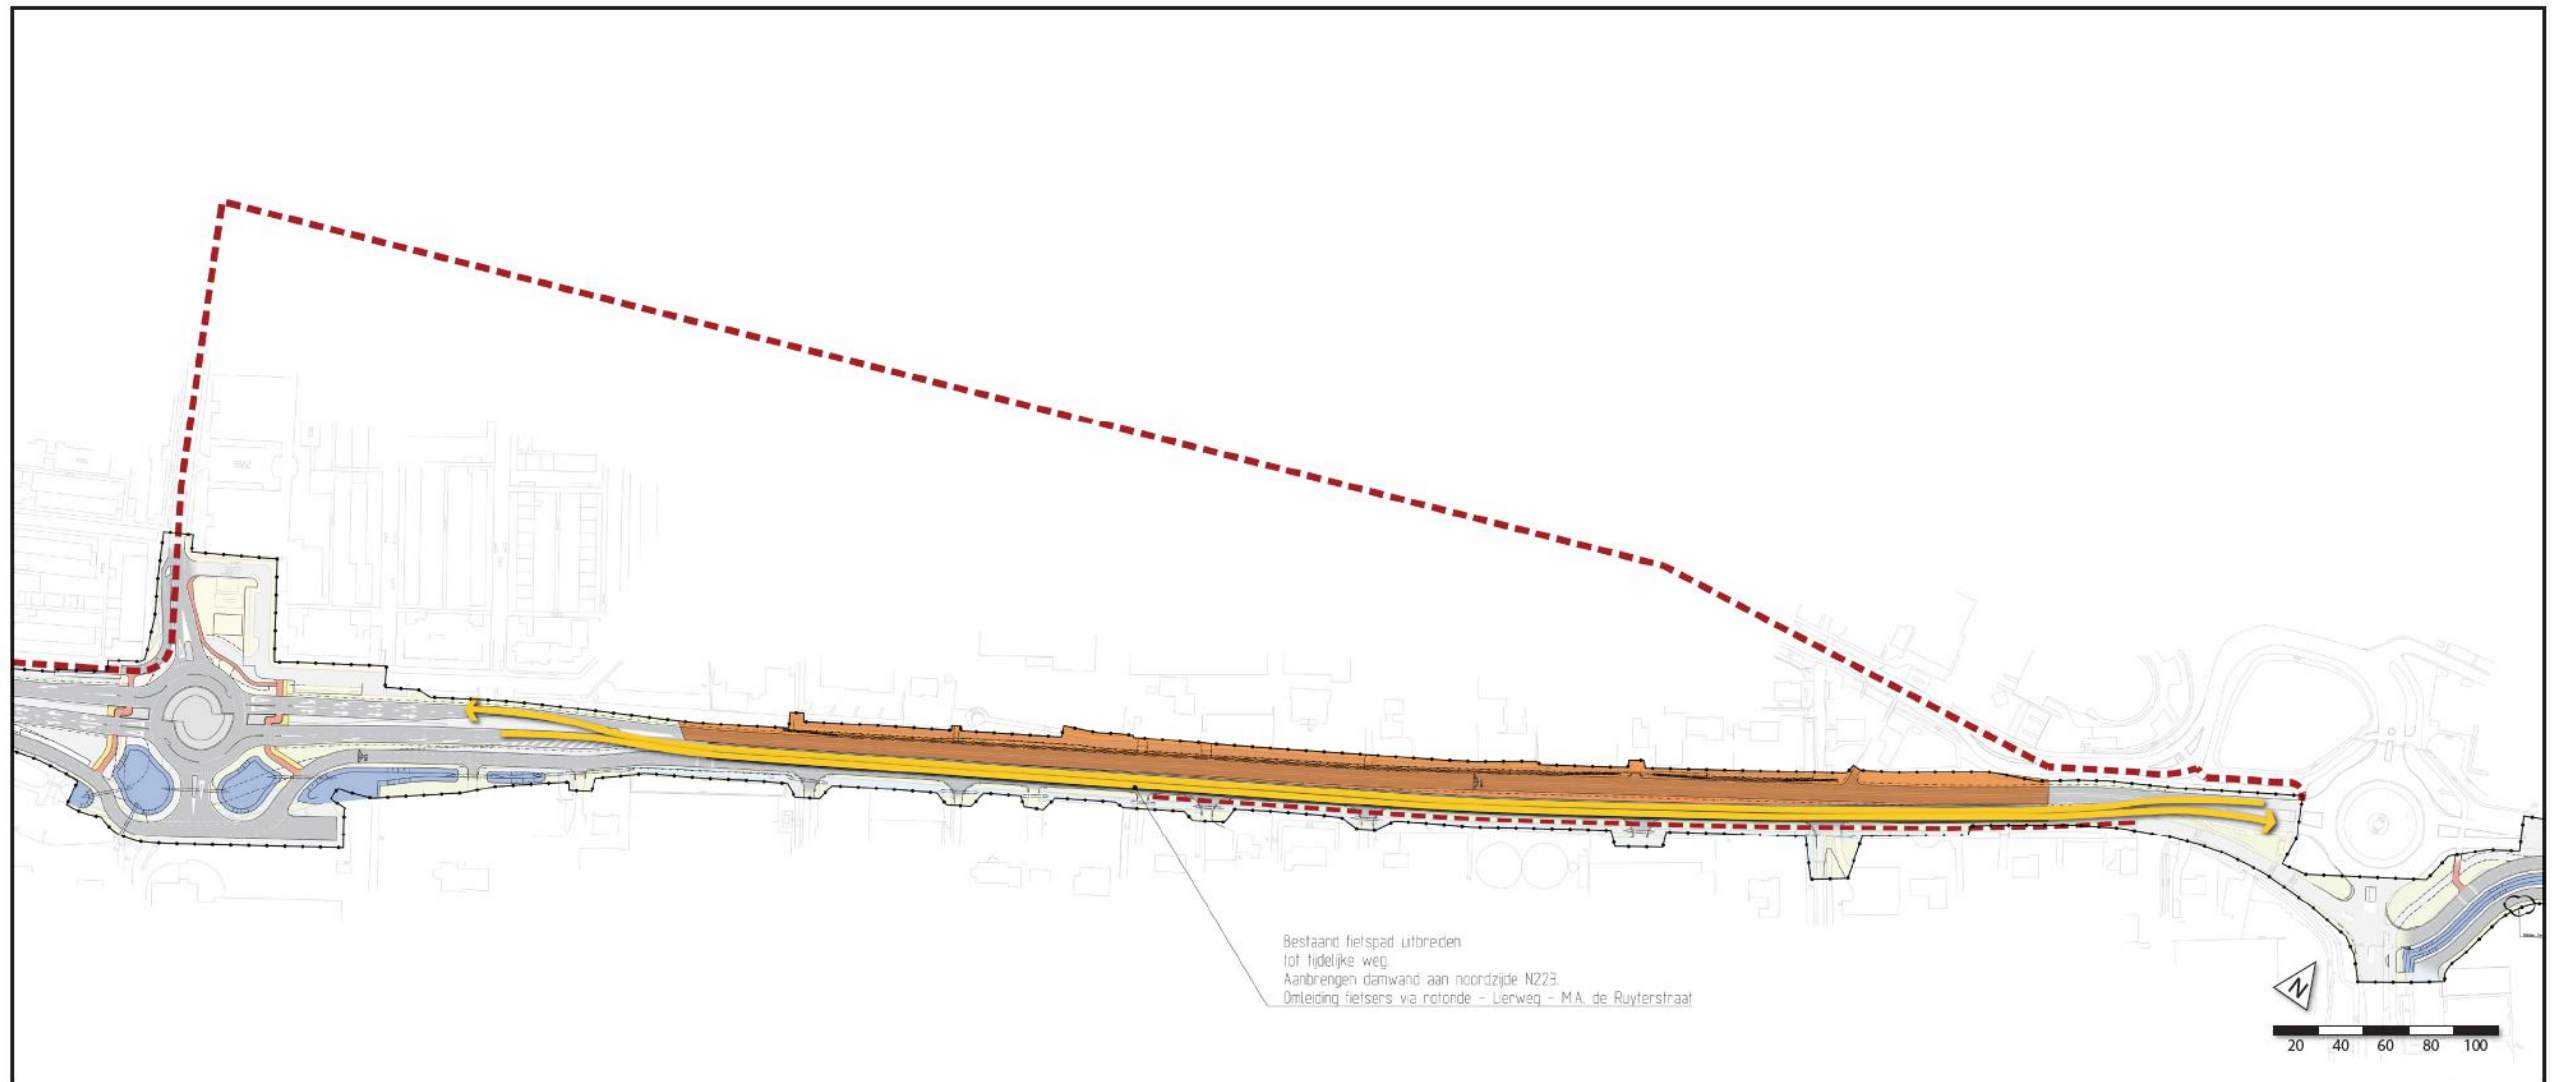 Bestaand fietspad uitbreiden
tot tijdelijke weg.
Aanbrengen damwand aan noordzijde N223.
Omleiding fietsers via rotonde - Lierweg - M.A. de Ruyterstraat
N
20 40 60 80 100